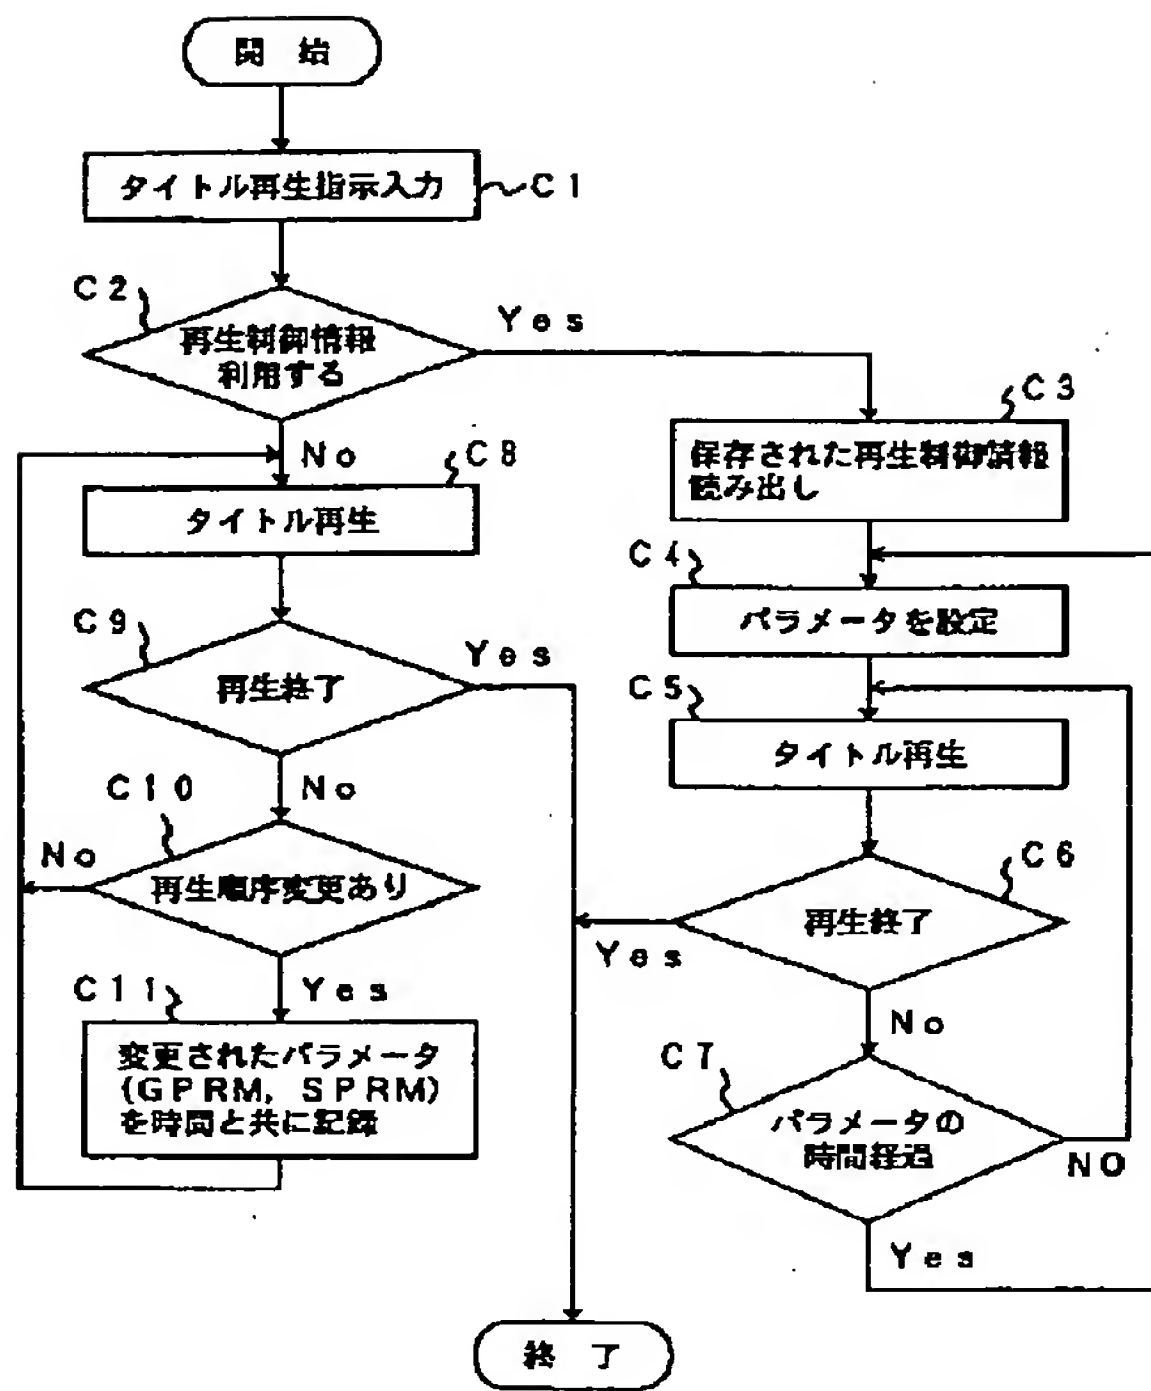 開 始
タイトル再生指示入力
C1
C2
再生制御情報
利用する
Yes
No
C3
保存された再生制御情報
読み出し
C8
タイトル再生
C4
パラメータを設定
C9
再生終了
Yes
No
C5
タイトル再生
C10
再生順序変更あり
No
Yes
C6
再生終了
Yes
No
C11
変更されたパラメータ
(GPRM, SPRM)
を時間と共に記録
C7
パラメータの
時間経過
NO
Yes
終 了